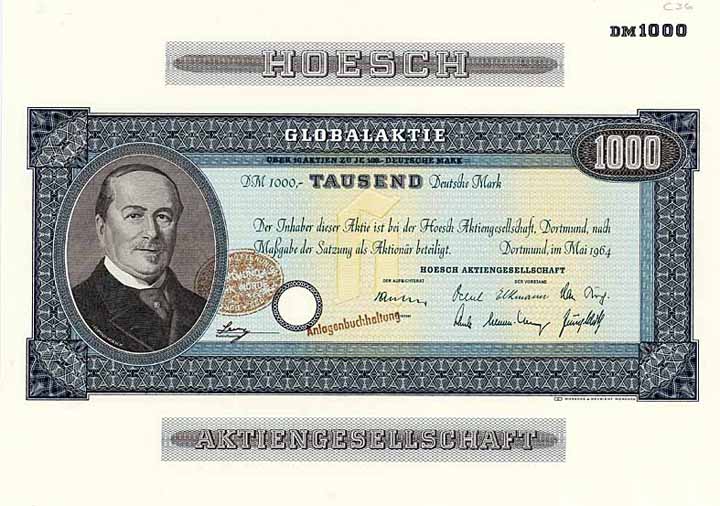 C36
DM 1000
HOESCH
GLOBALAKTIE
1000
ÜBER 10 AKTIEN ZU JE 100.- DEUTSCHE MARK
DM 1000,- TAUSEND Deutsche Mark
Der Inhaber dieser Aktie ist bei der Hoesch Aktiengesellschaft, Dortmund, nach
Maßgabe der Satzung als Aktionär beteiligt. Dortmund, im Mai 1964
HOESCH AKTIENGESELLSCHAFT
DER AUFSICHTSRAT DER VORSTAND
Anlagenbuchhaltung
AKTIENGESELLSCHAFT